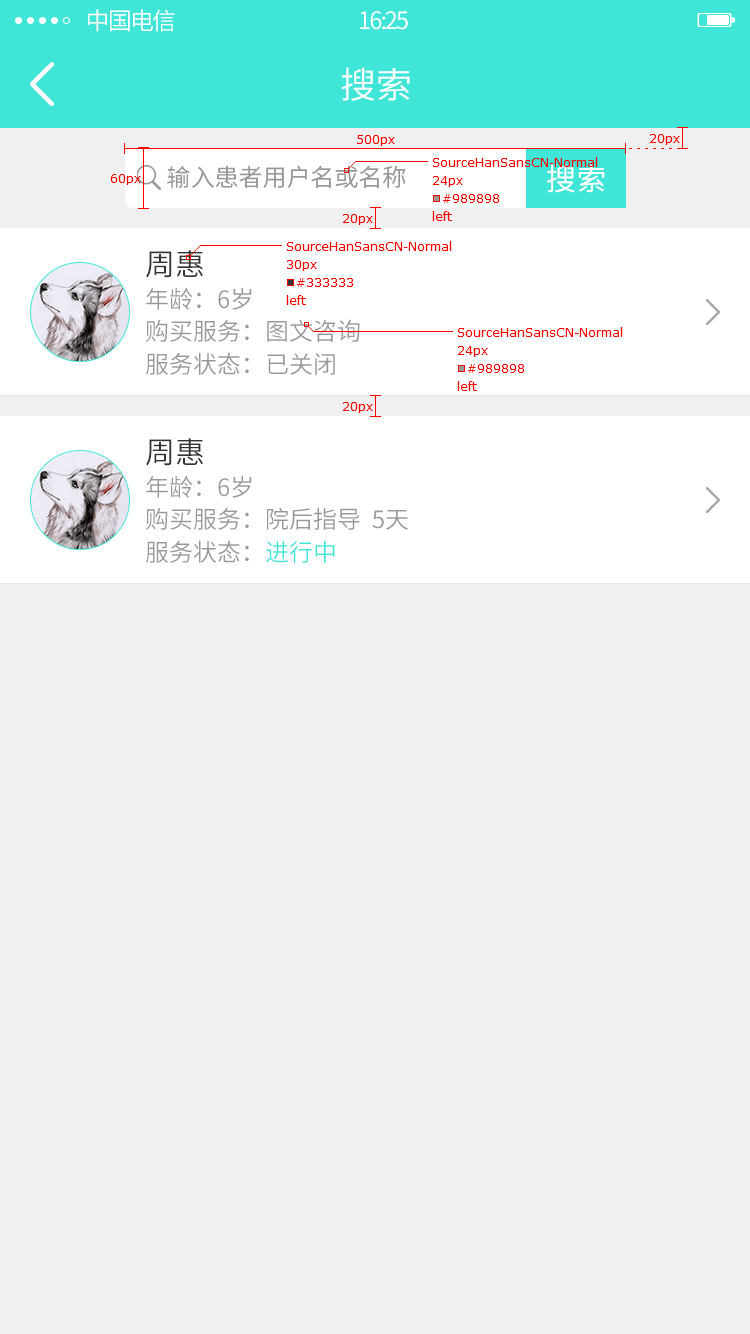 中国电信 16:25
搜索
500px
20px
60px
输入患者用户名或名称
搜索
SourceHanSansCN-Normal
24px
#989898
left
20px
周惠
SourceHanSansCN-Normal
30px
#333333
left
年龄：6岁
购买服务：图文咨询
服务状态：已关闭
SourceHanSansCN-Normal
24px
#989898
left
20px
周惠
年龄：6岁
购买服务：院后指导 5天
服务状态：进行中